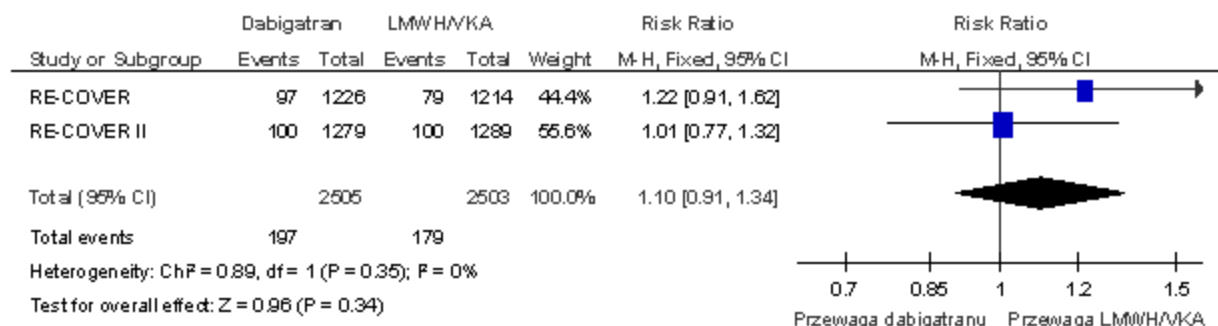 Dabigatran LMWH/VKA Risk Ratio Risk Ratio
Study or Subgroup Events Total Events Total Weight M-H, Fixed, 95% CI M-H, Fixed, 95% CI
RE-COVER 97 1226 79 1214 44.4% 1.22 [0.91, 1.62]
RE-COVER II 100 1279 100 1289 55.6% 1.01 [0.77, 1.32]
Total (95% CI) 2505 2503 100.0% 1.10 [0.91, 1.34]
Total events 197 179
Heterogeneity: Chi² = 0.89, df = 1 (P = 0.35); I² = 0%
Test for overall effect: Z = 0.96 (P = 0.34)
0.7 0.85 1 1.2 1.5
Przewaga dabigatranu Przewaga LMWH/VKA